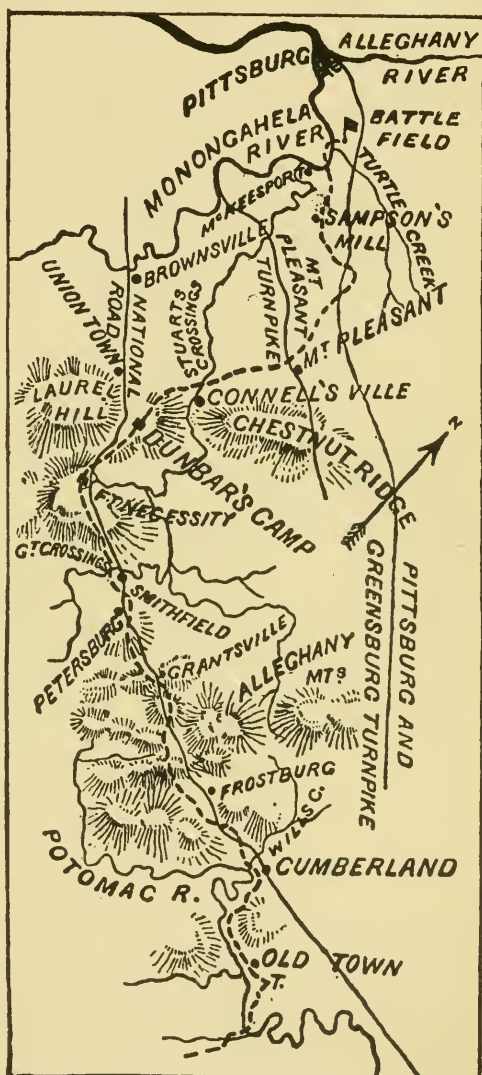 ALLEGHANY
RIVER
PITTSBURG
BATTLE
FIELD
MONONGAHELA
RIVER
McKEESPORT
TURTLE CREEK
SAMPSON'S
MILL
BROWNSVILLE
UNION TOWN
NATIONAL
ROAD
STUARTS
CROSSINGS
MT PLEASANT
TURNPIKE
MT. PLEASANT
LAUREL
HILL
CONNELL'S VILLE
CHESTNUT RIDGE
DUNBAR'S CAMP
N
FT. NECESSITY
GT. CROSSINGS
SMITHFIELD
PETERSBURG
PITTSBURG AND
GREENSBURG TURNPIKE
GRANTSVILLE
ALLEGHANY
MTS
FROSTBURG
WILLS C.
CUMBERLAND
POTOMAC R.
OLD TOWN
T.